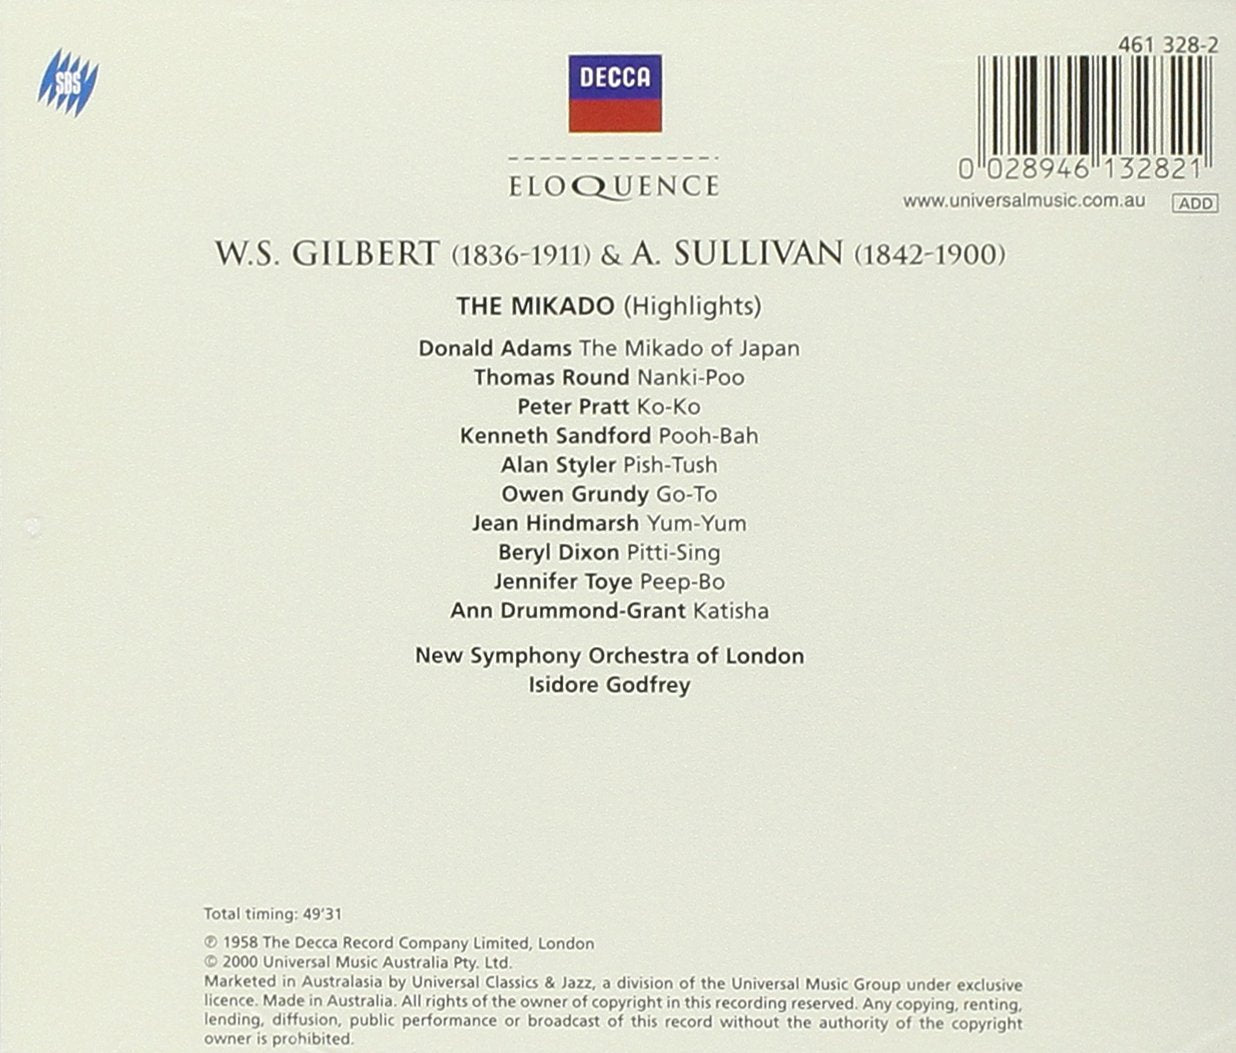 SBS
DECCA
ELOQUENCE
461 328-2
0 028946 132821
www.universalmusic.com.au ADD
W.S. GILBERT (1836-1911) & A. SULLIVAN (1842-1900)
THE MIKADO (Highlights)
Donald Adams The Mikado of Japan
Thomas Round Nanki-Poo
Peter Pratt Ko-Ko
Kenneth Sandford Pooh-Bah
Alan Styler Pish-Tush
Owen Grundy Go-To
Jean Hindmarsh Yum-Yum
Beryl Dixon Pitti-Sing
Jennifer Toye Peep-Bo
Ann Drummond-Grant Katisha
New Symphony Orchestra of London
Isidore Godfrey
Total timing: 49'31
℗ 1958 The Decca Record Company Limited, London
© 2000 Universal Music Australia Pty. Ltd.
Marketed in Australasia by Universal Classics & Jazz, a division of the Universal Music Group under exclusive
licence. Made in Australia. All rights of the owner of copyright in this recording reserved. Any copying, renting,
lending, diffusion, public performance or broadcast of this record without the authority of the copyright
owner is prohibited.